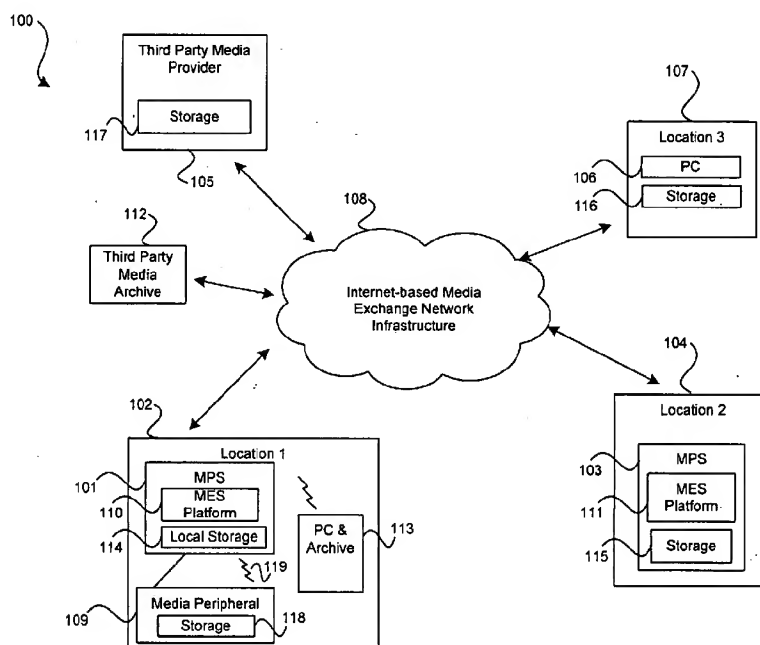 100
Third Party Media
Provider
Storage
117
105
107
Location 3
106
PC
116
Storage
112
Third Party
Media
Archive
108
Internet-based Media
Exchange Network
Infrastructure
104
Location 2
103
MPS
MES
Platform
111
115
Storage
102
Location 1
101
MPS
110
MES
Platform
114
Local Storage
PC &
Archive
113
119
Media Peripheral
109
Storage
118